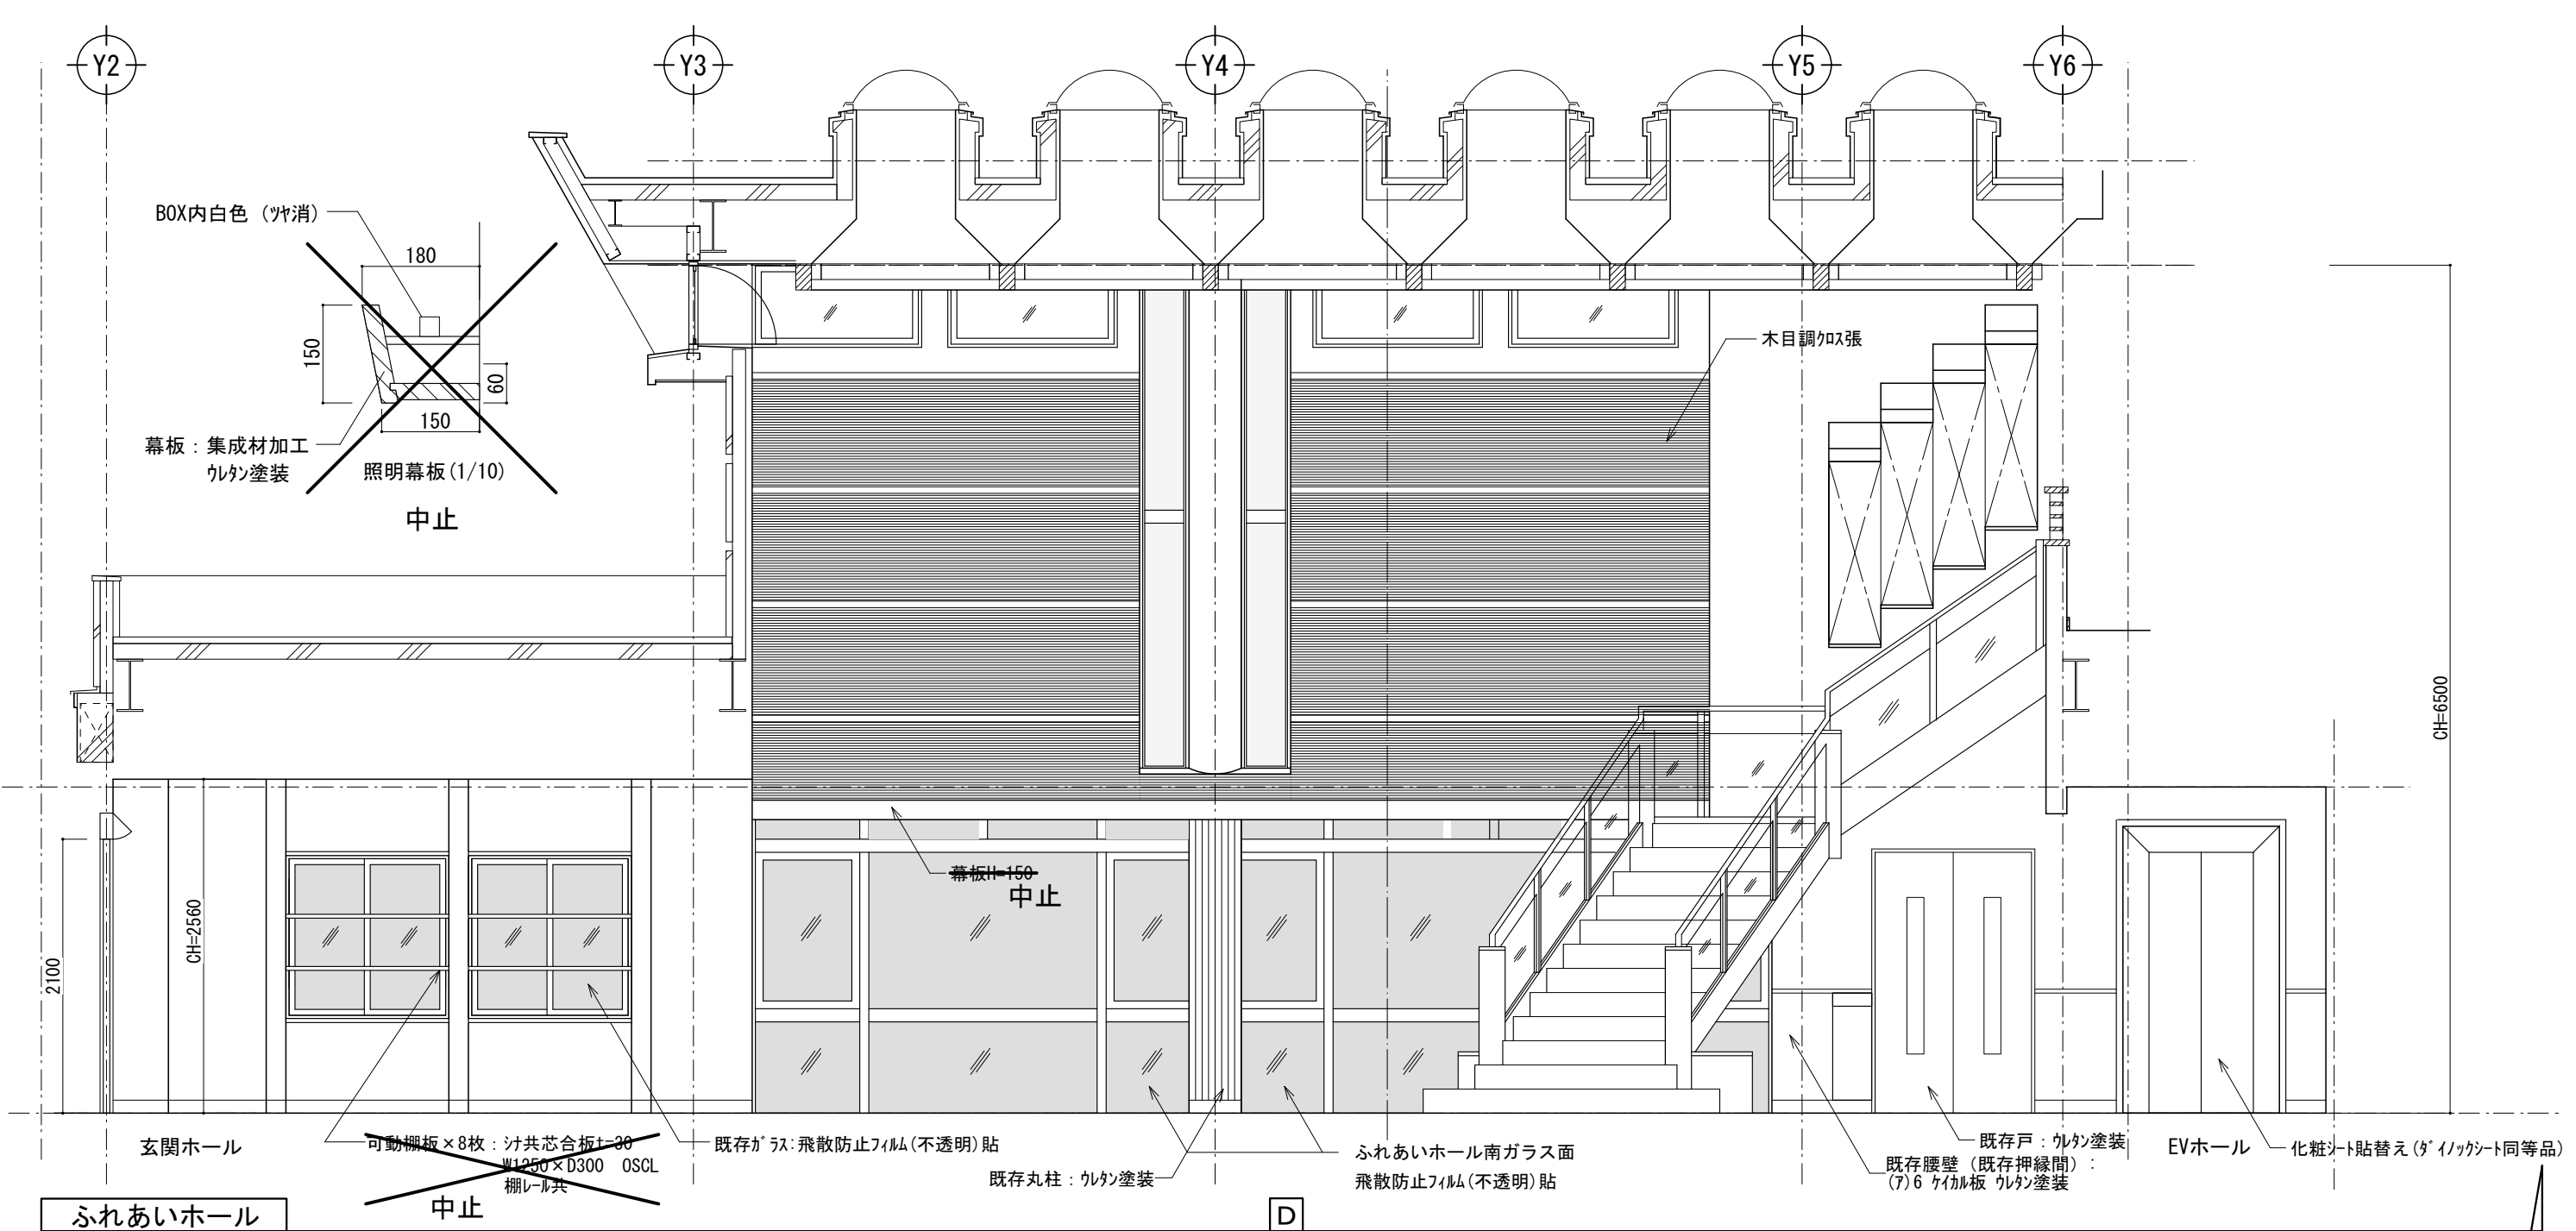 Y2
Y3
Y4
Y5
Y6
BOX内白色 (ツヤ消)
180
150
60
150
幕板：集成材加工
ウレタン塗装
照明幕板(1/10)
中止
木目調クロス張
CH=6500
幕板H=150
中止
CH=2560
2100
玄関ホール
可動棚板×8枚：シナ共芯合板t=30
W1250×D300 OSCL
棚レール共
中止
既存ガラス：飛散防止フィルム(不透明)貼
既存丸柱：ウレタン塗装
ふれあいホール南ガラス面
飛散防止フィルム(不透明)貼
既存戸：ウレタン塗装
既存腰壁 (既存押縁間)：
(ア)6 ケイカル板 ウレタン塗装
EVホール
化粧シート貼替え(ダイノックシート同等品)
ふれあいホール
D